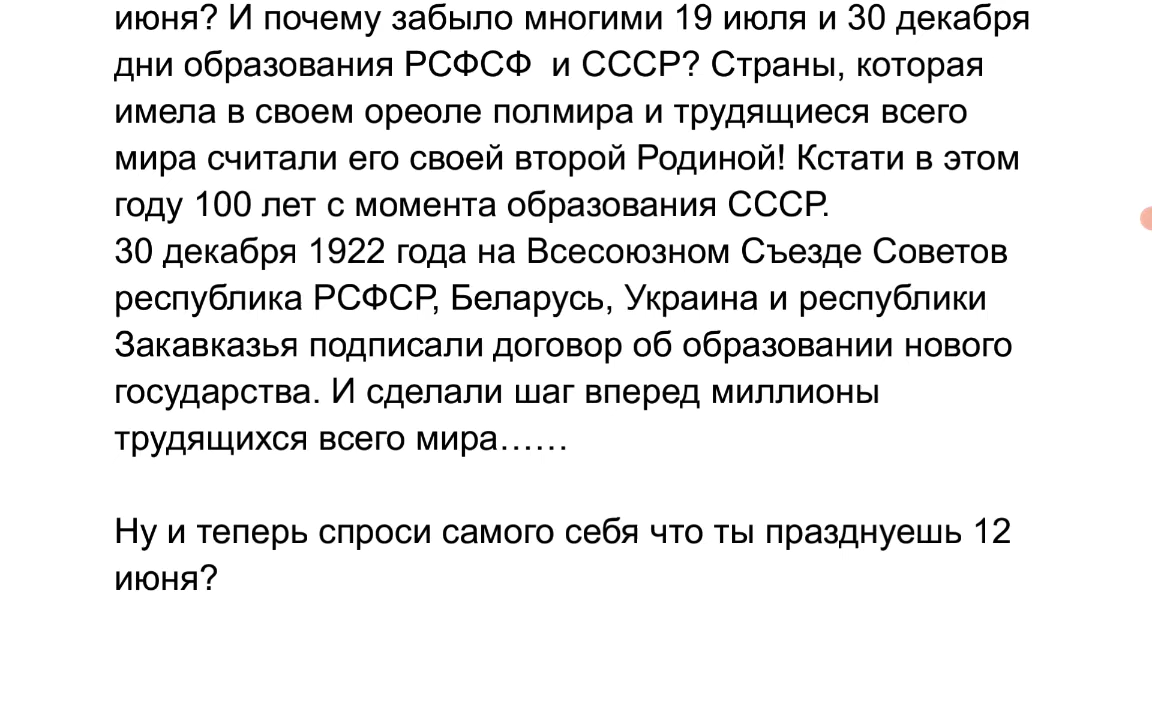 июня? И почему забыло многими 19 июля и 30 декабря
дни образования РСФСФ и СССР? Страны, которая
имела в своем ореоле полмира и трудящиеся всего
мира считали его своей второй Родиной! Кстати в этом
году 100 лет с момента образования СССР.
30 декабря 1922 года на Всесоюзном Съезде Советов
республика РСФСР, Беларусь, Украина и республики
Закавказья подписали договор об образовании нового
государства. И сделали шаг вперед миллионы
трудящихся всего мира……
Ну и теперь спроси самого себя что ты празднуешь 12
июня?